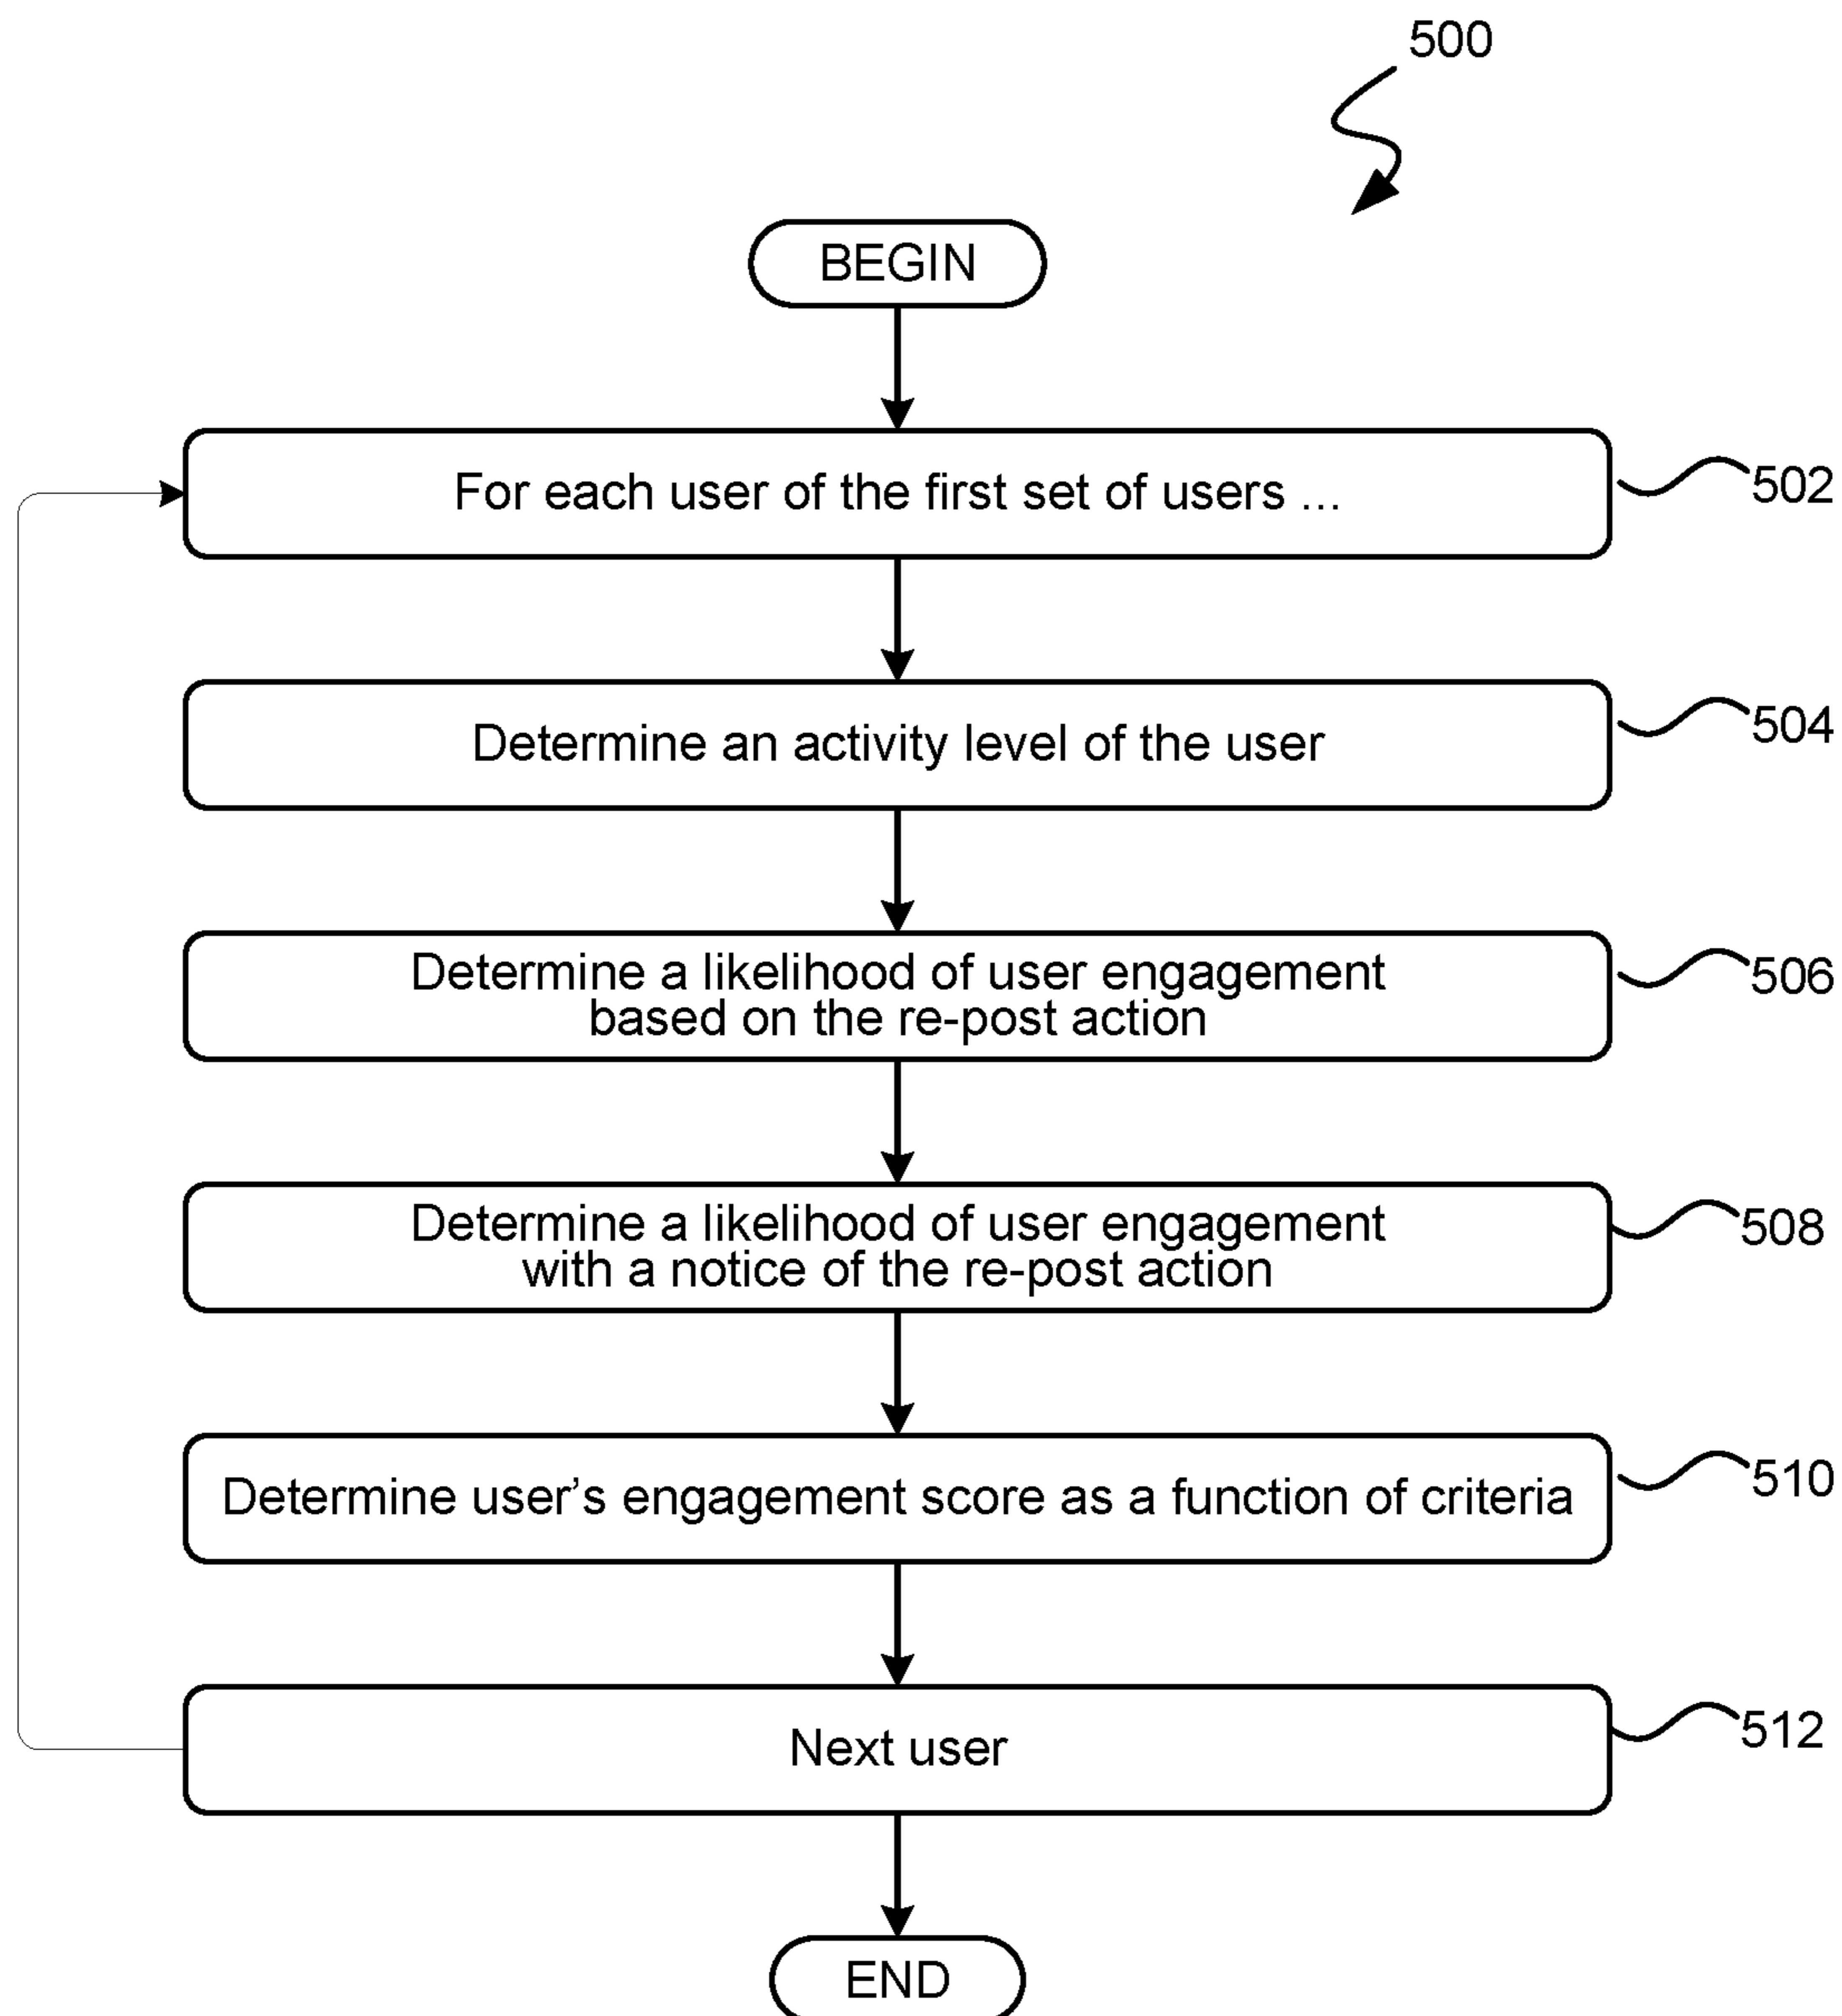 500
BEGIN
For each user of the first set of users ...
502
Determine an activity level of the user
504
Determine a likelihood of user engagement
based on the re-post action
506
Determine a likelihood of user engagement
with a notice of the re-post action
508
Determine user’s engagement score as a function of criteria
510
Next user
512
END